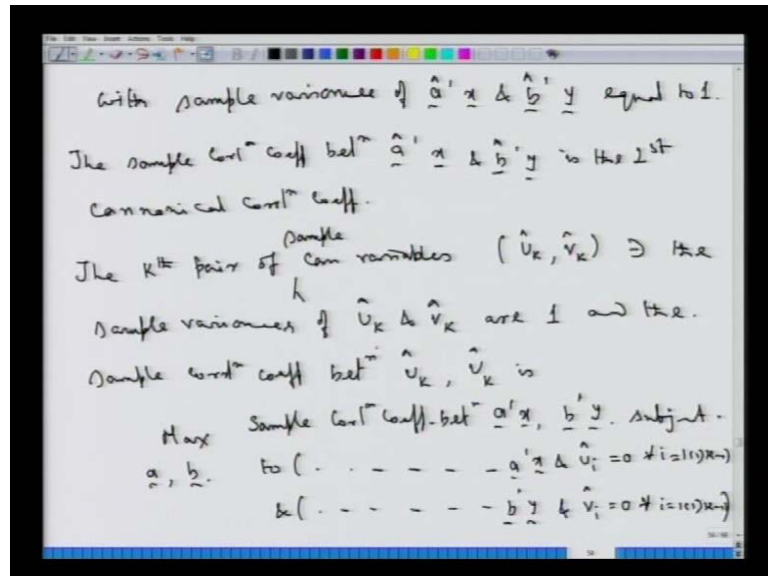 with sample variances of â' x & b̂' y equal to 1.
The sample corrⁿ coeff betⁿ â' x & b̂' y is the 1st
cannonical corrⁿ coeff.
sample
The Kth pair of can variables (Û_K, V̂_K) ∋ the
sample variances of Û_K & V̂_K are 1 and the.
sample corrⁿ coeff betⁿ Û_K, V̂_K is
Max Sample corrⁿ coeff. betⁿ a'x, b'y. subject.
a, b. to ( . - - - - - a'x & Û_i = 0 ∀ i=1(1)K-1)
& ( . - - - - - b'y & V̂_i = 0 ∀ i=1(1)K-1)